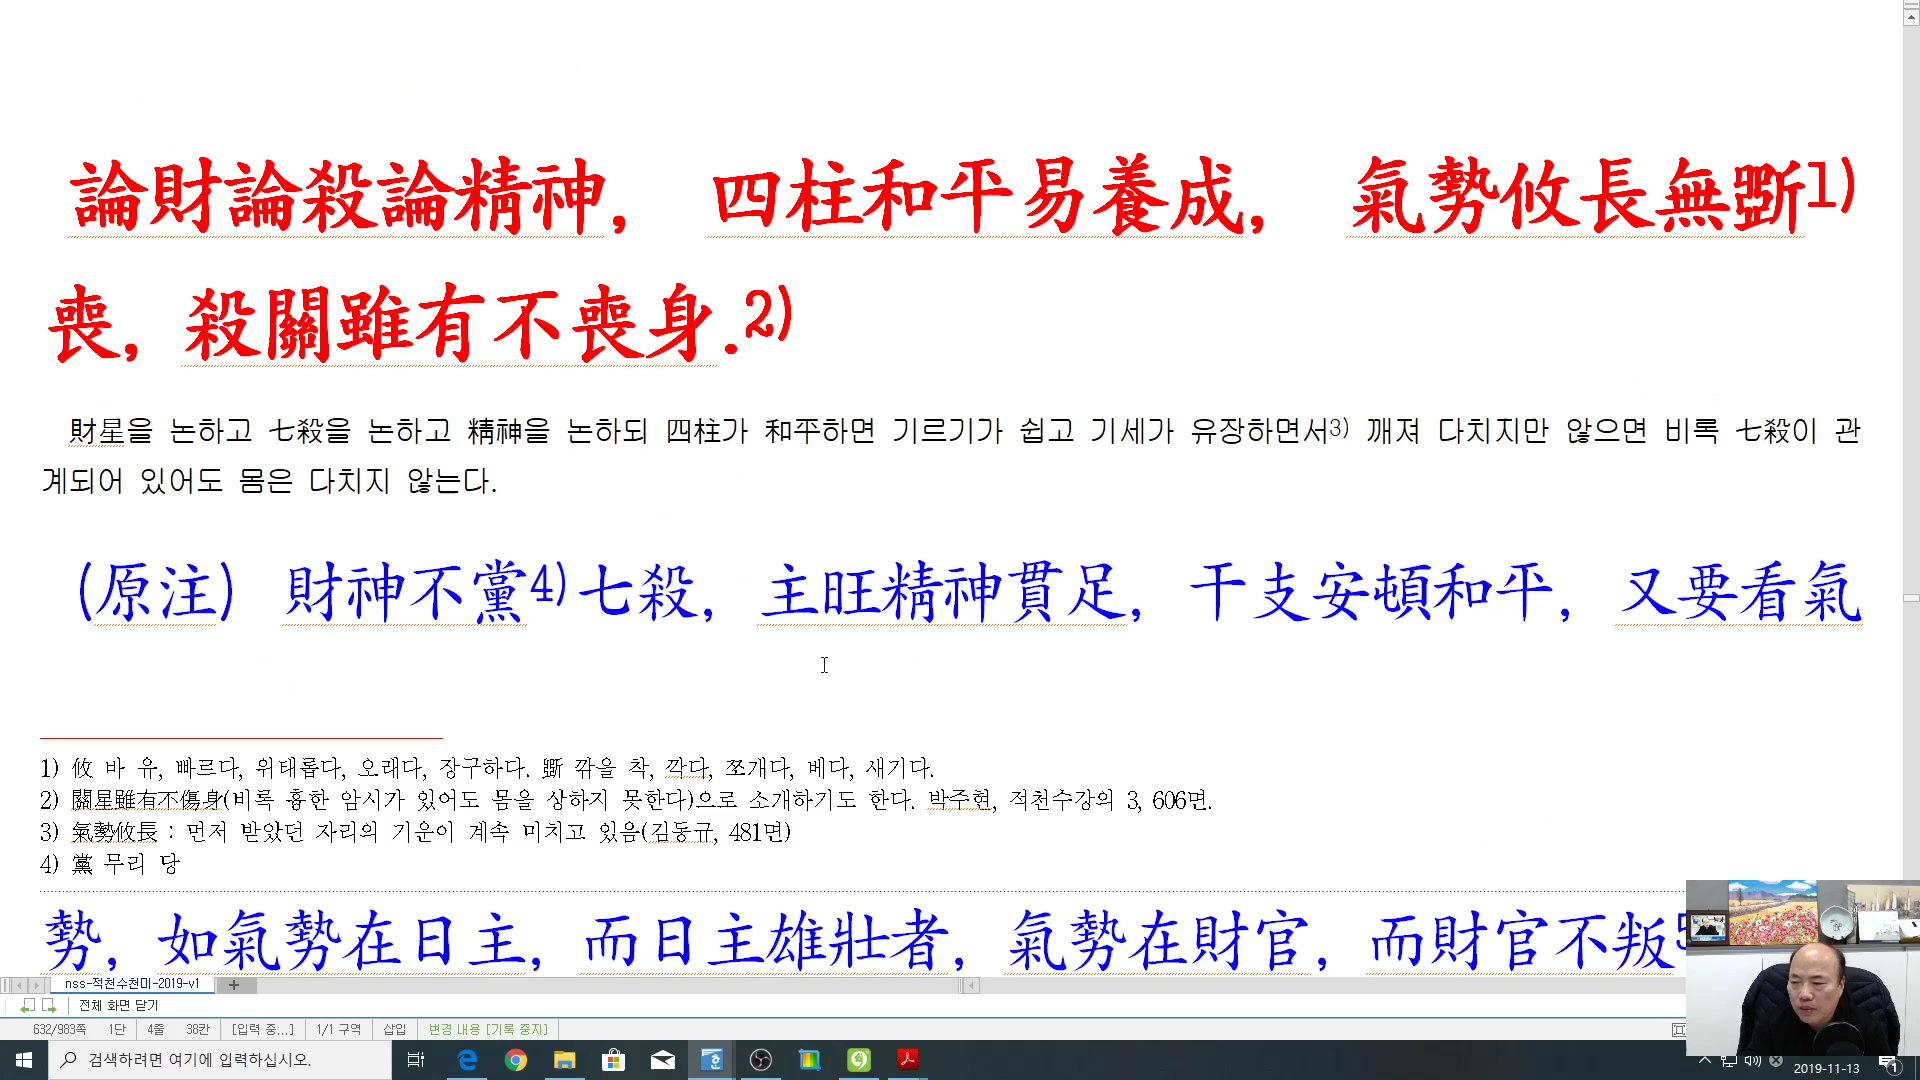 論財論殺論精神, 四柱和平易養成, 氣勢攸長無斲1)
喪, 殺關雖有不喪身.2)
財星을 논하고 七殺을 논하고 精神을 논하되 四柱가 和平하면 기르기가 쉽고 기세가 유장하면서3) 깨져 다치지만 않으면 비록 七殺이 관
계되어 있어도 몸은 다치지 않는다.
(原注) 財神不黨4)七殺, 主旺精神貫足, 干支安頓和平, 又要看氣
1) 攸 바 유, 빠르다, 위태롭다, 오래다, 장구하다. 斲 깎을 착, 깍다, 쪼개다, 베다, 새기다.
2) 關星雖有不傷身(비록 흉한 암시가 있어도 몸을 상하지 못한다)으로 소개하기도 한다. 박주현, 적천수강의 3, 606면.
3) 氣勢攸長 : 먼저 받았던 자리의 기운이 계속 미치고 있음(김동규, 481면)
4) 黨 무리 당
勢, 如氣勢在日主, 而日主雄壯者, 氣勢在財官, 而財官不叛5
nss-적천수천미-2019-v1
전체 화면 닫기
632/983쪽 1단 4줄 38칸 [입력 중...] 1/1 구역 삽입 변경 내용 [기록 중지]
검색하려면 여기에 입력하십시오.
2019-11-13
1